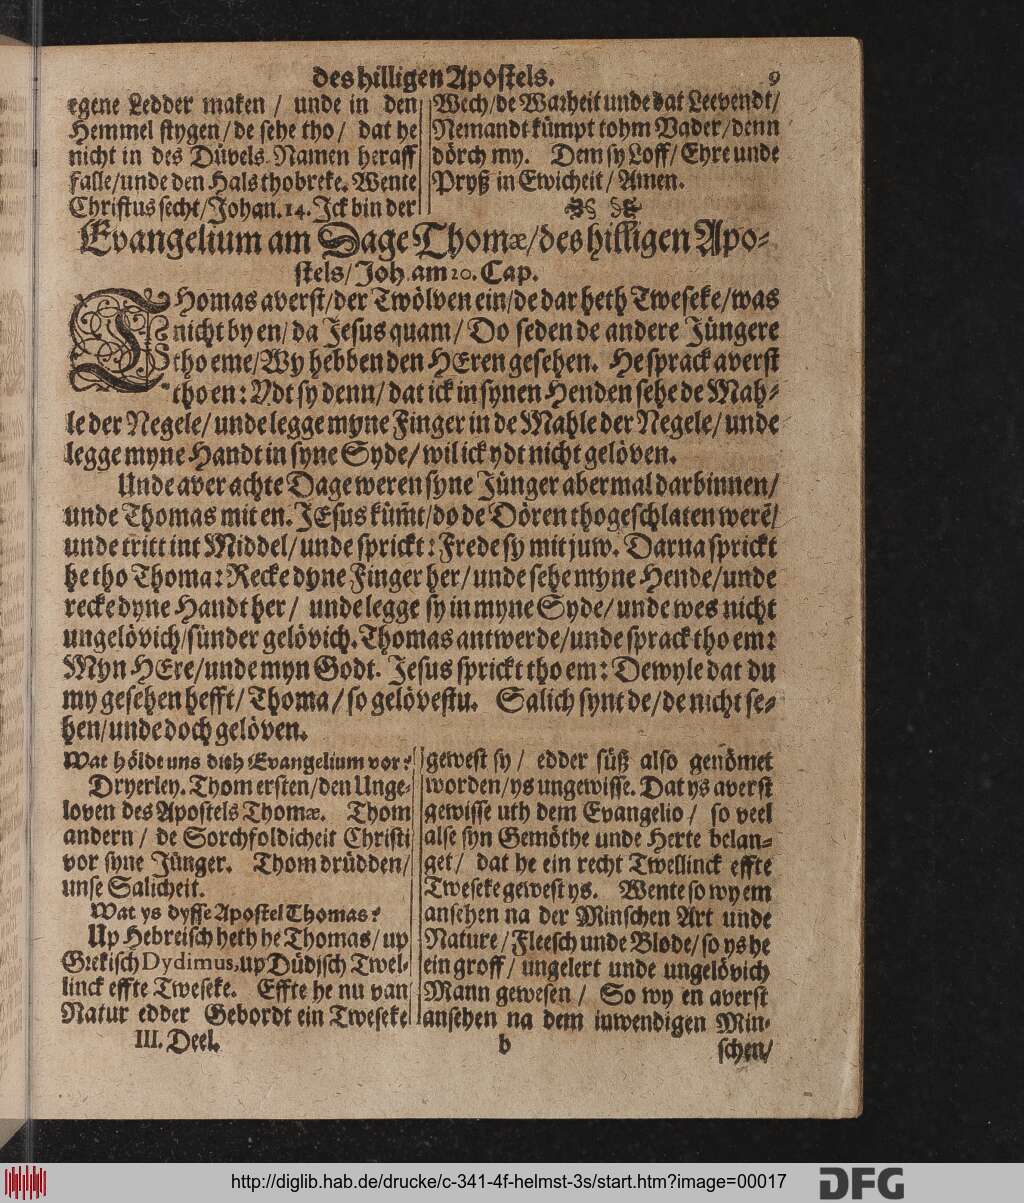 des hilligen Apostels. 9
egene Ledder maken / unde in den
Hemmel stygen / de sehe tho / dat he
nicht in des Düvels Namen heraff
falle / unde den Hals thobreke. Wente
Christus secht / Johan. 14. Ick bin der
Wech / de Warheit unde dat Leevendt /
Nemandt kümpt tohm Vader / denn
dörch my. Dem sy Loff / Ehre unde
Pryß in Ewicheit / Amen.
Evangelium am Dage Thomæ / des hilligen Apo-
stels / Joh. am 20. Cap.
THomas averst / der Twölven ein / de dar heth Tweseke / was
nicht by en / da Jesus quam / Do seden de andere Jüngere
tho eme / Wy hebben den HEren gesehen. He sprack averst
tho en: Ydt sy denn / dat ick in synen Henden sehe de Mah-
le der Negele / unde legge myne Finger in de Mahle der Negele / unde
legge myne Handt in syne Syde / wil ick ydt nicht gelöven.
Unde aver achte Dage weren syne Jünger abermal darbinnen /
unde Thomas mit en. JEsus küm̃t / do de Dören thogeschlaten werẽ /
unde tritt int Middel / unde sprickt: Frede sy mit juw. Darna sprickt
he tho Thoma: Recke dyne Finger her / unde sehe myne Hende / unde
recke dyne Handt her / unde legge sy in myne Syde / unde wes nicht
ungelövich / sünder gelövich. Thomas antwerde / unde sprack tho em:
Myn HEre / unde myn Godt. Jesus sprickt tho em: Dewyle dat du
my gesehen hefft / Thoma / so gelövestu. Salich synt de / de nicht se-
hen / unde doch gelöven.
Wat höldt uns dith Evangelium vor?
Dryerley. Thom ersten / den Unge-
loven des Apostels Thomæ. Thom
andern / de Sorchfoldicheit Christi
vor syne Jünger. Thom drüdden /
unse Salicheit.
Wat ys dysse Apostel Thomas?
Up Hebreisch heth he Thomas / up
Grekisch Dydimus, up Düdisch Twel-
linck effte Tweseke. Effte he nu van
Natur edder Gebordt ein Tweseke
gewest sy / edder süß also genömet
worden / ys ungewisse. Dat ys averst
gewisse uth dem Evangelio / so veel
alse syn Gemöthe unde Herte belan-
get / dat he ein recht Twellinck effte
Tweseke gewest ys. Wente so wy em
ansehen na der Minschen Art unde
Nature / Fleesch unde Blode / so ys he
ein groff / ungelert unde ungelövich
Mann gewesen / So wy en averst
ansehen na dem inwendigen Min-
III. Deel. b schen /
http://diglib.hab.de/drucke/c-341-4f-helmst-3s/start.htm?image=00017
DFG